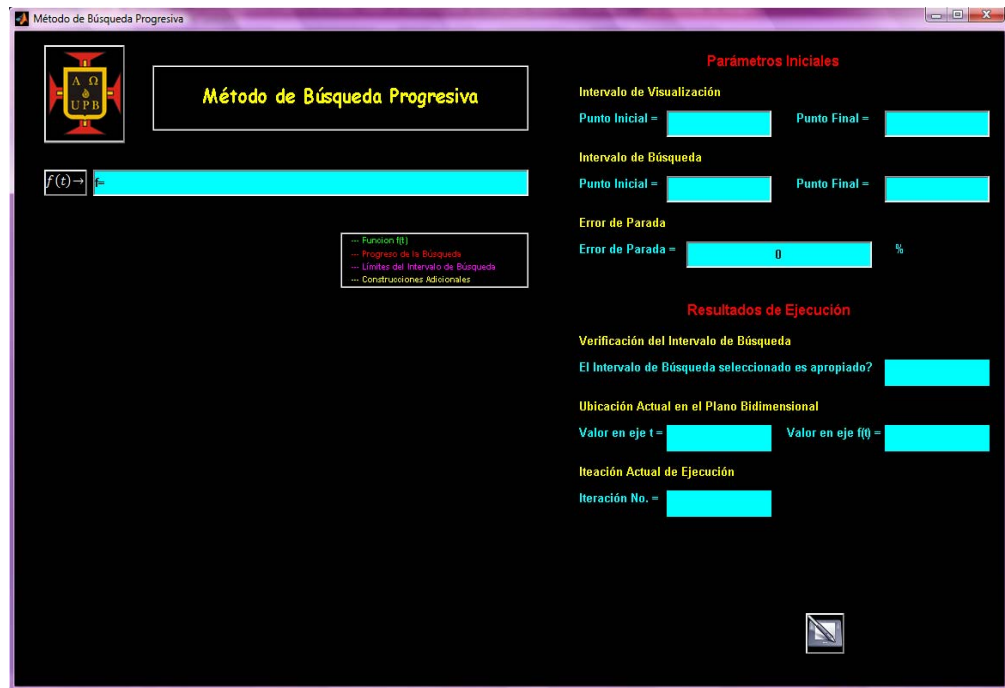 Método de Búsqueda Progresiva
Α Ω
UPB
Método de Búsqueda Progresiva
f(t)→
f=
--- Funcion f(t)
--- Progreso de la Búsqueda
--- Límites del Intervalo de Búsqueda
--- Construcciones Adicionales
Parámetros Iniciales
Intervalo de Visualización
Punto Inicial = Punto Final =
Intervalo de Búsqueda
Punto Inicial = Punto Final =
Error de Parada
Error de Parada = 0 %
Resultados de Ejecución
Verificación del Intervalo de Búsqueda
El Intervalo de Búsqueda seleccionado es apropiado?
Ubicación Actual en el Plano Bidimensional
Valor en eje t = Valor en eje f(t) =
Iteación Actual de Ejecución
Iteración No. =